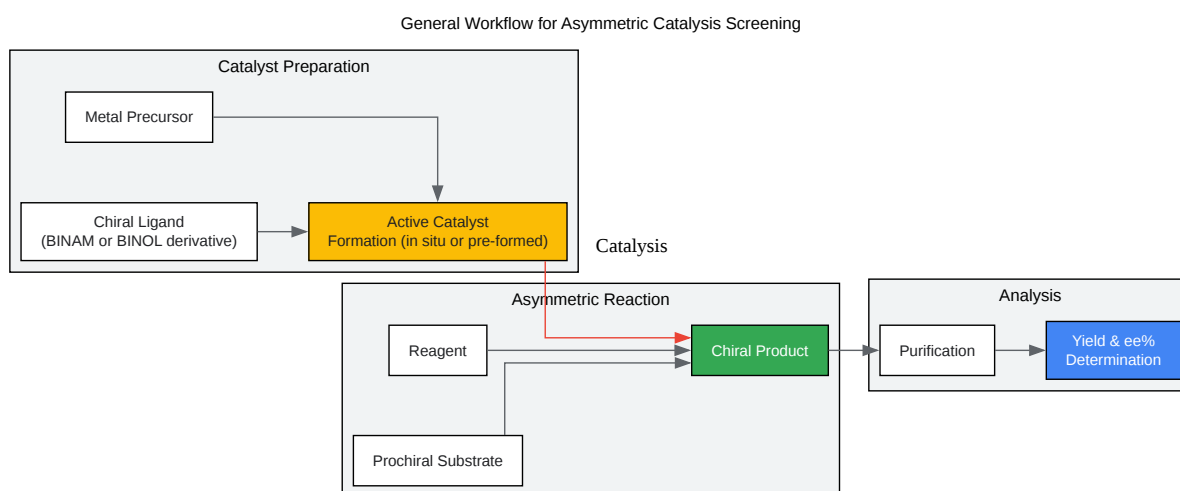 General Workflow for Asymmetric Catalysis Screening
Catalyst Preparation
Metal Precursor
Chiral Ligand
(BINAM or BINOL derivative)
Active Catalyst
Formation (in situ or pre-formed)
Catalysis
Asymmetric Reaction
Reagent
Chiral Product
Prochiral Substrate
Analysis
Purification
Yield & ee%
Determination